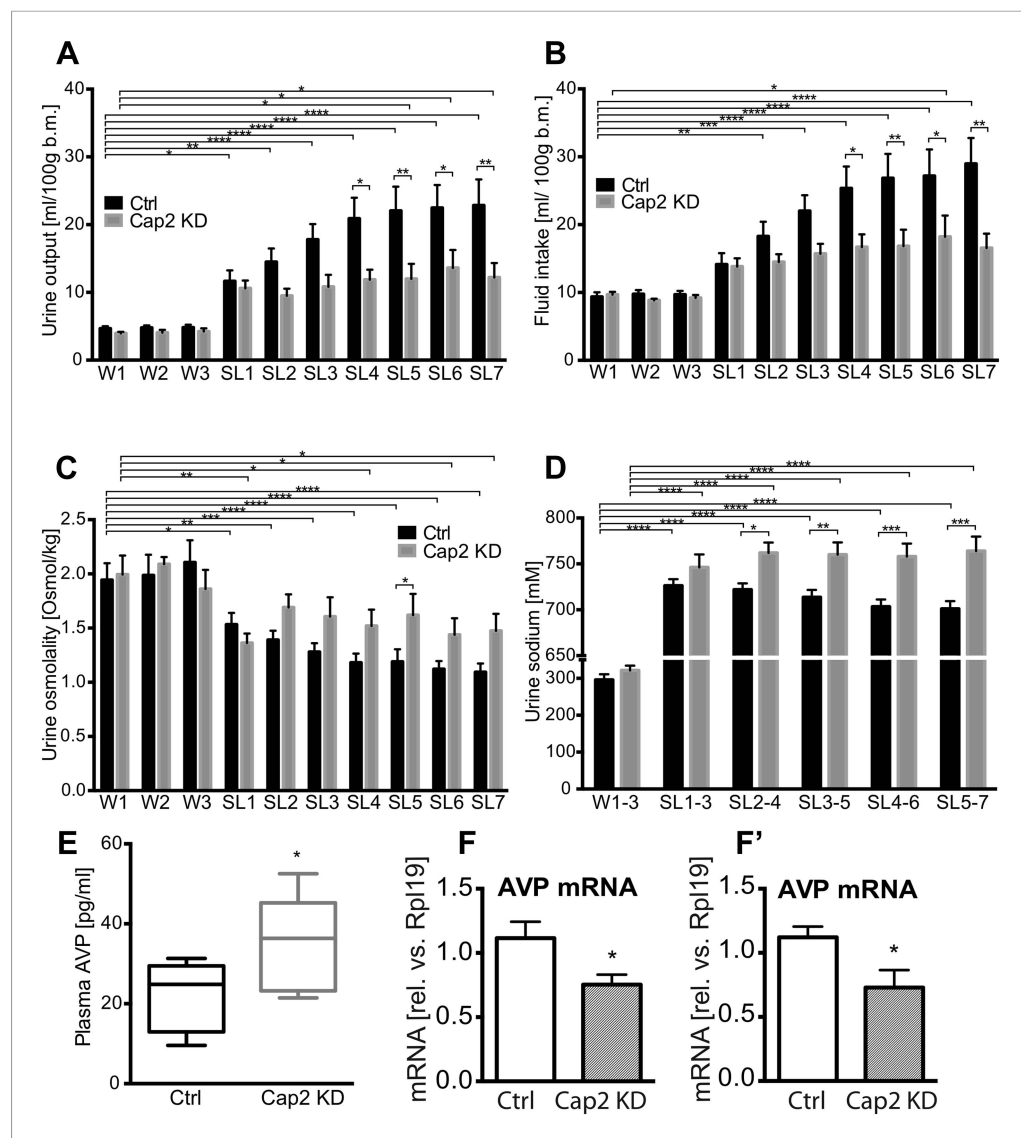 A
B
Urine output [ml/100g b.m.]
40
30
20
10
0
Ctrl
Cap2 KD
W1 W2 W3 SL1 SL2 SL3 SL4 SL5 SL6 SL7
*
*
*
****
****
****
****
**
*
* ** * **
Fluid intake [ml/ 100g b.m.]
40
30
20
10
0
Ctrl
Cap2 KD
W1 W2 W3 SL1 SL2 SL3 SL4 SL5 SL6 SL7
*
****
****
****
***
**
* ** * **
C
D
Urine osmolality [Osmol/kg]
2.5
2.0
1.5
1.0
0.5
0.0
Ctrl
Cap2 KD
W1 W2 W3 SL1 SL2 SL3 SL4 SL5 SL6 SL7
*
*
*
**
****
****
****
***
**
*
*
Urine sodium [mM]
800
750
700
650
300
200
100
0
W1-3 SL1-3 SL2-4 SL3-5 SL4-6 SL5-7
****
****
****
****
****
****
****
****
****
****
* ** *** ***
E
Plasma AVP [pg/ml]
60
40
20
0
*
Ctrl Cap2 KD
F
AVP mRNA
mRNA [rel. vs. Rpl19]
1.5
1.0
0.5
0.0
*
Ctrl Cap2 KD
F'
AVP mRNA
mRNA [rel. vs. Rpl19]
1.5
1.0
0.5
0.0
*
Ctrl Cap2 KD